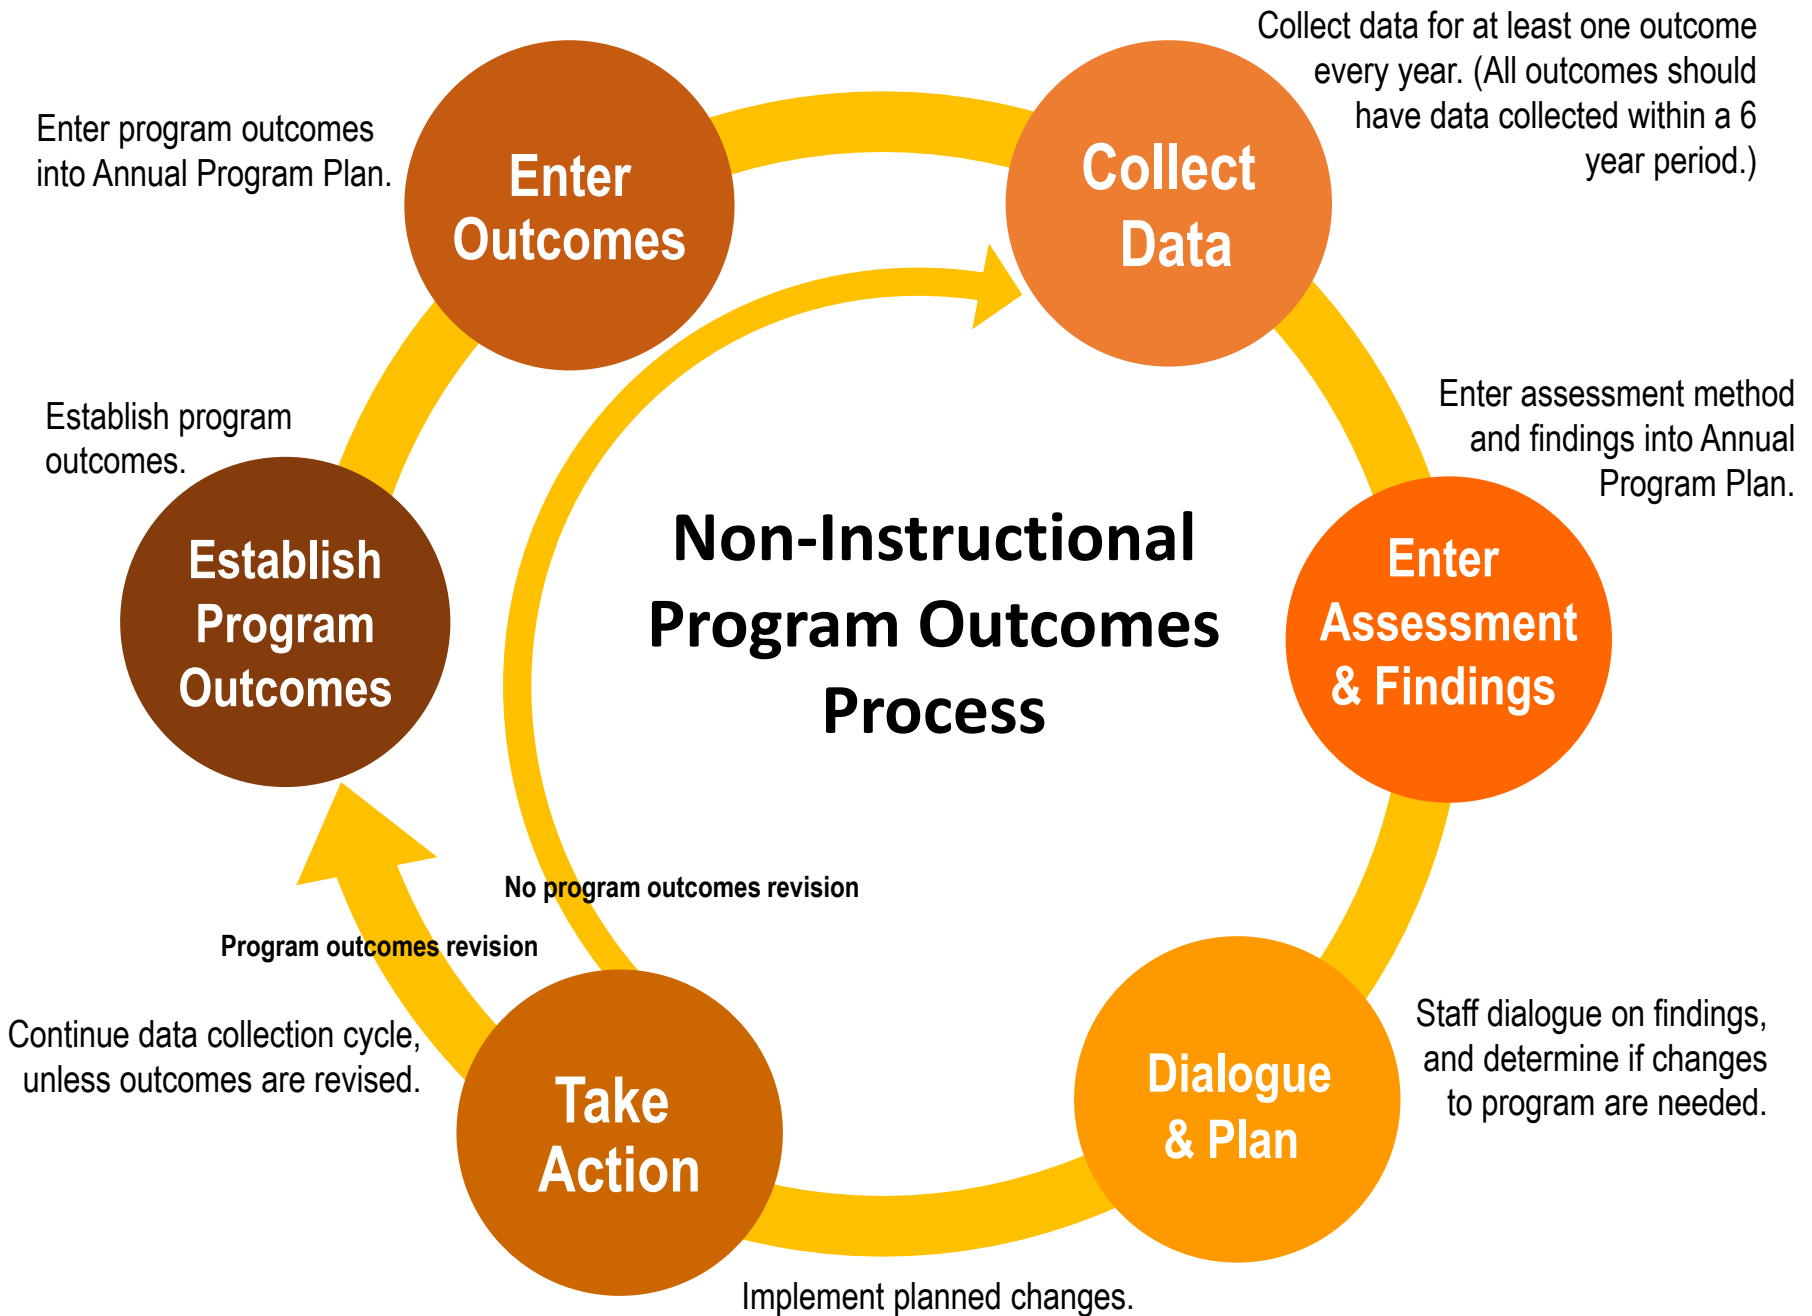 Collect data for at least one outcome
every year. (All outcomes should
have data collected within a 6
year period.)
Enter program outcomes
into Annual Program Plan.
Enter
Outcomes
Collect
Data
Establish program
outcomes.
Enter assessment method
and findings into Annual
Program Plan.
Establish
Program
Outcomes
Non-Instructional
Program Outcomes
Process
Enter
Assessment
& Findings
No program outcomes revision
Program outcomes revision
Continue data collection cycle,
unless outcomes are revised.
Take
Action
Dialogue
& Plan
Staff dialogue on findings,
and determine if changes
to program are needed.
Implement planned changes.